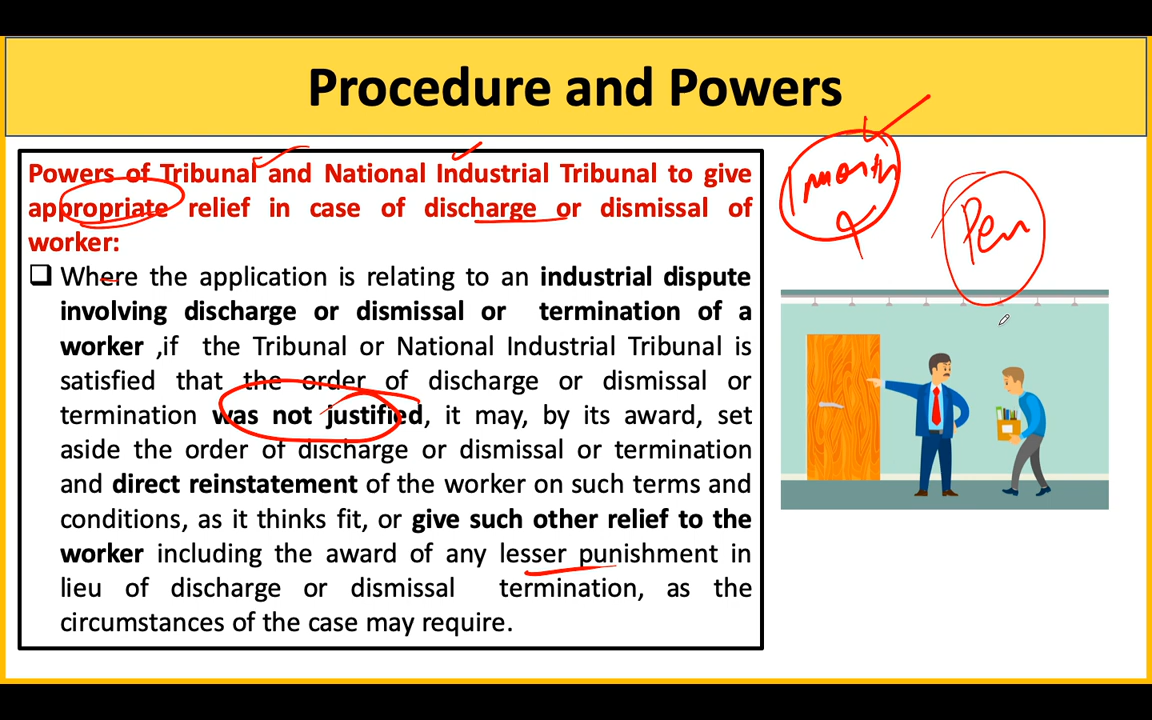 Procedure and Powers
Powers of Tribunal and National Industrial Tribunal to give
appropriate relief in case of discharge or dismissal of
worker:
Where the application is relating to an industrial dispute
involving discharge or dismissal or termination of a
worker ,if the Tribunal or National Industrial Tribunal is
satisfied that the order of discharge or dismissal or
termination was not justified, it may, by its award, set
aside the order of discharge or dismissal or termination
and direct reinstatement of the worker on such terms and
conditions, as it thinks fit, or give such other relief to the
worker including the award of any lesser punishment in
lieu of discharge or dismissal termination, as the
circumstances of the case may require.
1 month
Pen